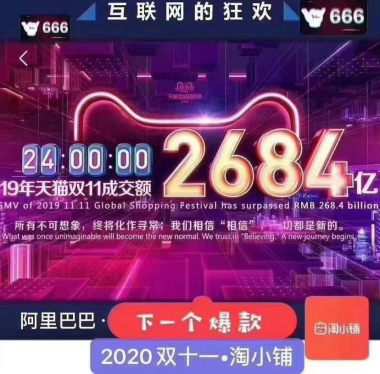 互联网的狂欢
666
666
24:00:00
19年天猫双11成交额
2684亿
GMV of 2019 11.11 Global Shopping Festival has surpassed RMB 268.4 billion
所有不可想象，终将化作寻常；我们相信“相信”，一切都是新的。
What was once unimaginable will become the new normal. We trust in "Believing." A new journey begins
阿里巴巴·
下一个爆款
淘小铺
2020双十一•淘小铺